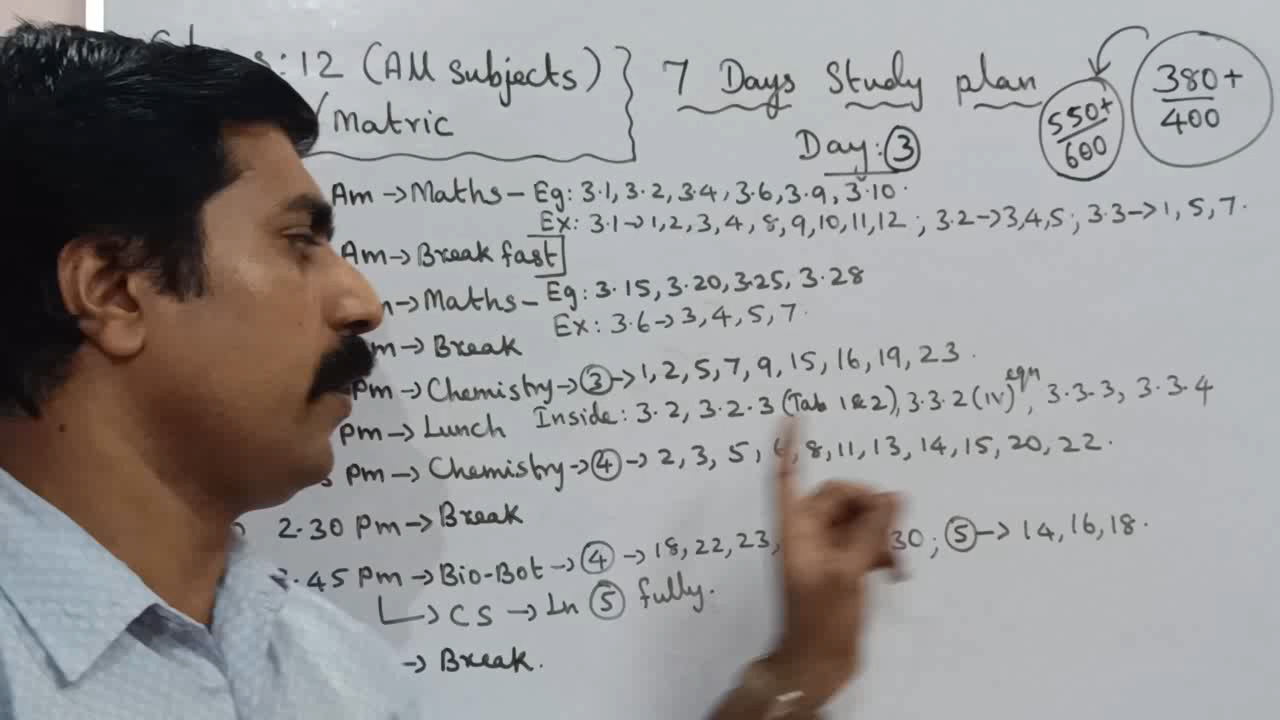 : 12 (All subjects) 7 Days Study plan 550+/600 380+/400
/Matric Day: 3
Am → Maths – Eg: 3.1, 3.2, 3.4, 3.6, 3.9, 3.10.
Ex: 3.1 → 1, 2, 3, 4, 8, 9, 10, 11, 12 ; 3.2 → 3, 4, 5 ; 3.3 → 1, 5, 7.
Am → Break fast
→ Maths – Eg: 3.15, 3.20, 3.25, 3.28
Ex: 3.6 → 3, 4, 5, 7.
→ Break
Pm → Chemistry → ③ → 1, 2, 5, 7, 9, 15, 16, 19, 23.
Pm → Lunch Inside: 3.2, 3.2.3 (Tab 1 & 2), 3.3.2 (iv) eqn, 3.3.3, 3.3.4
Pm → Chemistry → ④ → 2, 3, 5, 6, 8, 11, 13, 14, 15, 20, 22.
2.30 Pm → Break
.45 Pm → Bio-Bot → ④ → 18, 22, 23, 30 ; ⑤ → 14, 16, 18.
↳ CS → Ln ⑤ fully.
→ Break.